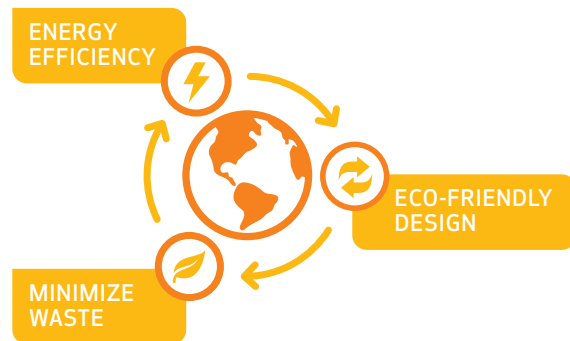 ENERGY
EFFICIENCY
ECO-FRIENDLY
DESIGN
MINIMIZE
WASTE